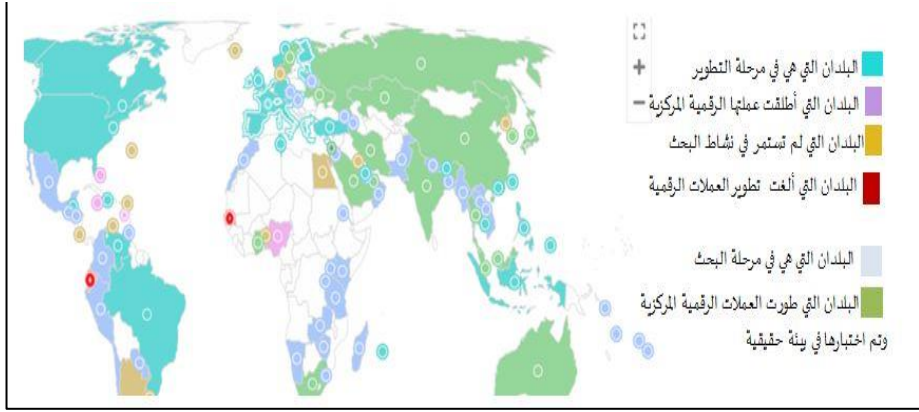 البلدان التي هي في مرحلة التطوير
البلدان التي أطلقت عملتها الرقمية المركزية
البلدان التي لم تستمر في نشاط البحث
البلدان التي ألغت تطوير العملات الرقمية
البلدان التي هي في مرحلة البحث
البلدان التي طورت العملات الرقمية المركزية
وتم اختبارها في بيئة حقيقية